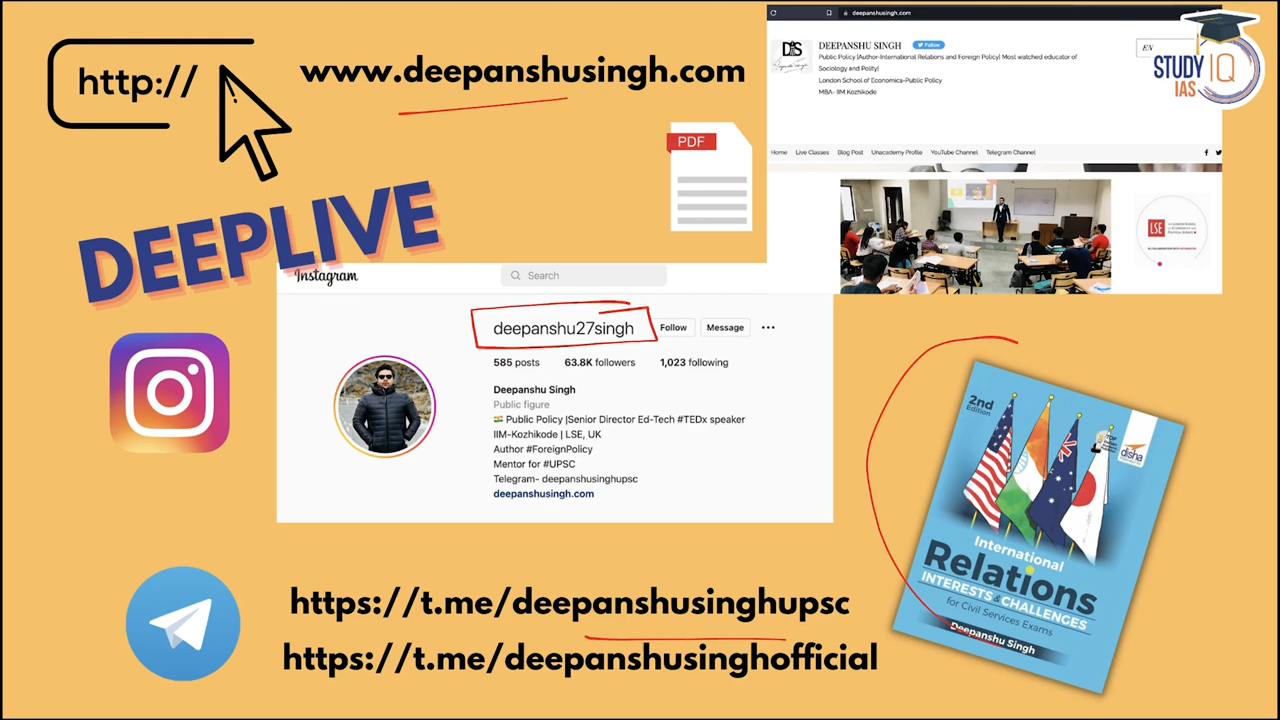 http://
www.deepanshusingh.com
deepanshusingh.com
DEEPANSHU SINGH
Follow
Public Policy |Author-International Relations and Foreign Policy| Most watched educator of
Sociology and Polity|
London School of Economics-Public Policy
MBA- IIM Kozhikode
EN
STUDY IQ
IAS
PDF
Home Live Classes Blog Post Unacademy Profile YouTube Channel Telegram Channel
LSE
DEEPLIVE
Instagram
Search
deepanshu27singh
Follow
Message
585 posts 63.8K followers 1,023 following
Deepanshu Singh
Public figure
Public Policy |Senior Director Ed-Tech #TEDx speaker
IIM-Kozhikode | LSE, UK
Author #ForeignPolicy
Mentor for #UPSC
Telegram- deepanshusinghupsc
deepanshusingh.com
2nd
Edition
disha
International
Relations
INTERESTS & CHALLENGES
for Civil Services Exams
Deepanshu Singh
https://t.me/deepanshusinghupsc
https://t.me/deepanshusinghofficial